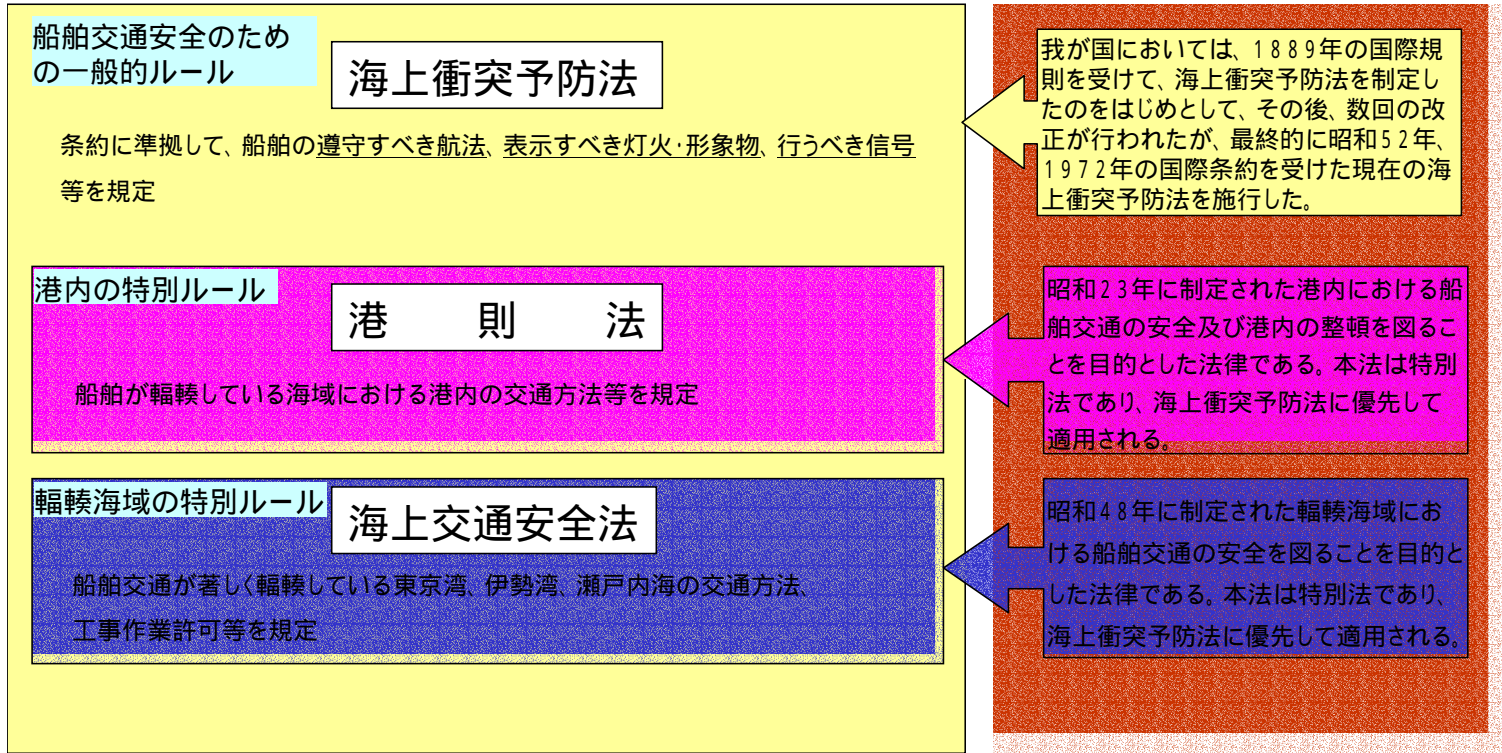 船舶交通安全のため
の一般的ルール
海上衝突予防法
条約に準拠して、船舶の遵守すべき航法、表示すべき灯火・形象物、行うべき信号
等を規定
我が国においては、1889年の国際規
則を受けて、海上衝突予防法を制定し
たのをはじめとして、その後、数回の改
正が行われたが、最終的に昭和52年、
1972年の国際条約を受けた現在の海
上衝突予防法を施行した。
港内の特別ルール
港 則 法
船舶が輻輳している海域における港内の交通方法等を規定
昭和23年に制定された港内における船
舶交通の安全及び港内の整頓を図るこ
とを目的とした法律である。本法は特別
法であり、海上衝突予防法に優先して
適用される。
輻輳海域の特別ルール
海上交通安全法
船舶交通が著しく輻輳している東京湾、伊勢湾、瀬戸内海の交通方法、
工事作業許可等を規定
昭和48年に制定された輻輳海域にお
ける船舶交通の安全を図ることを目的と
した法律である。本法は特別法であり、
海上衝突予防法に優先して適用される。